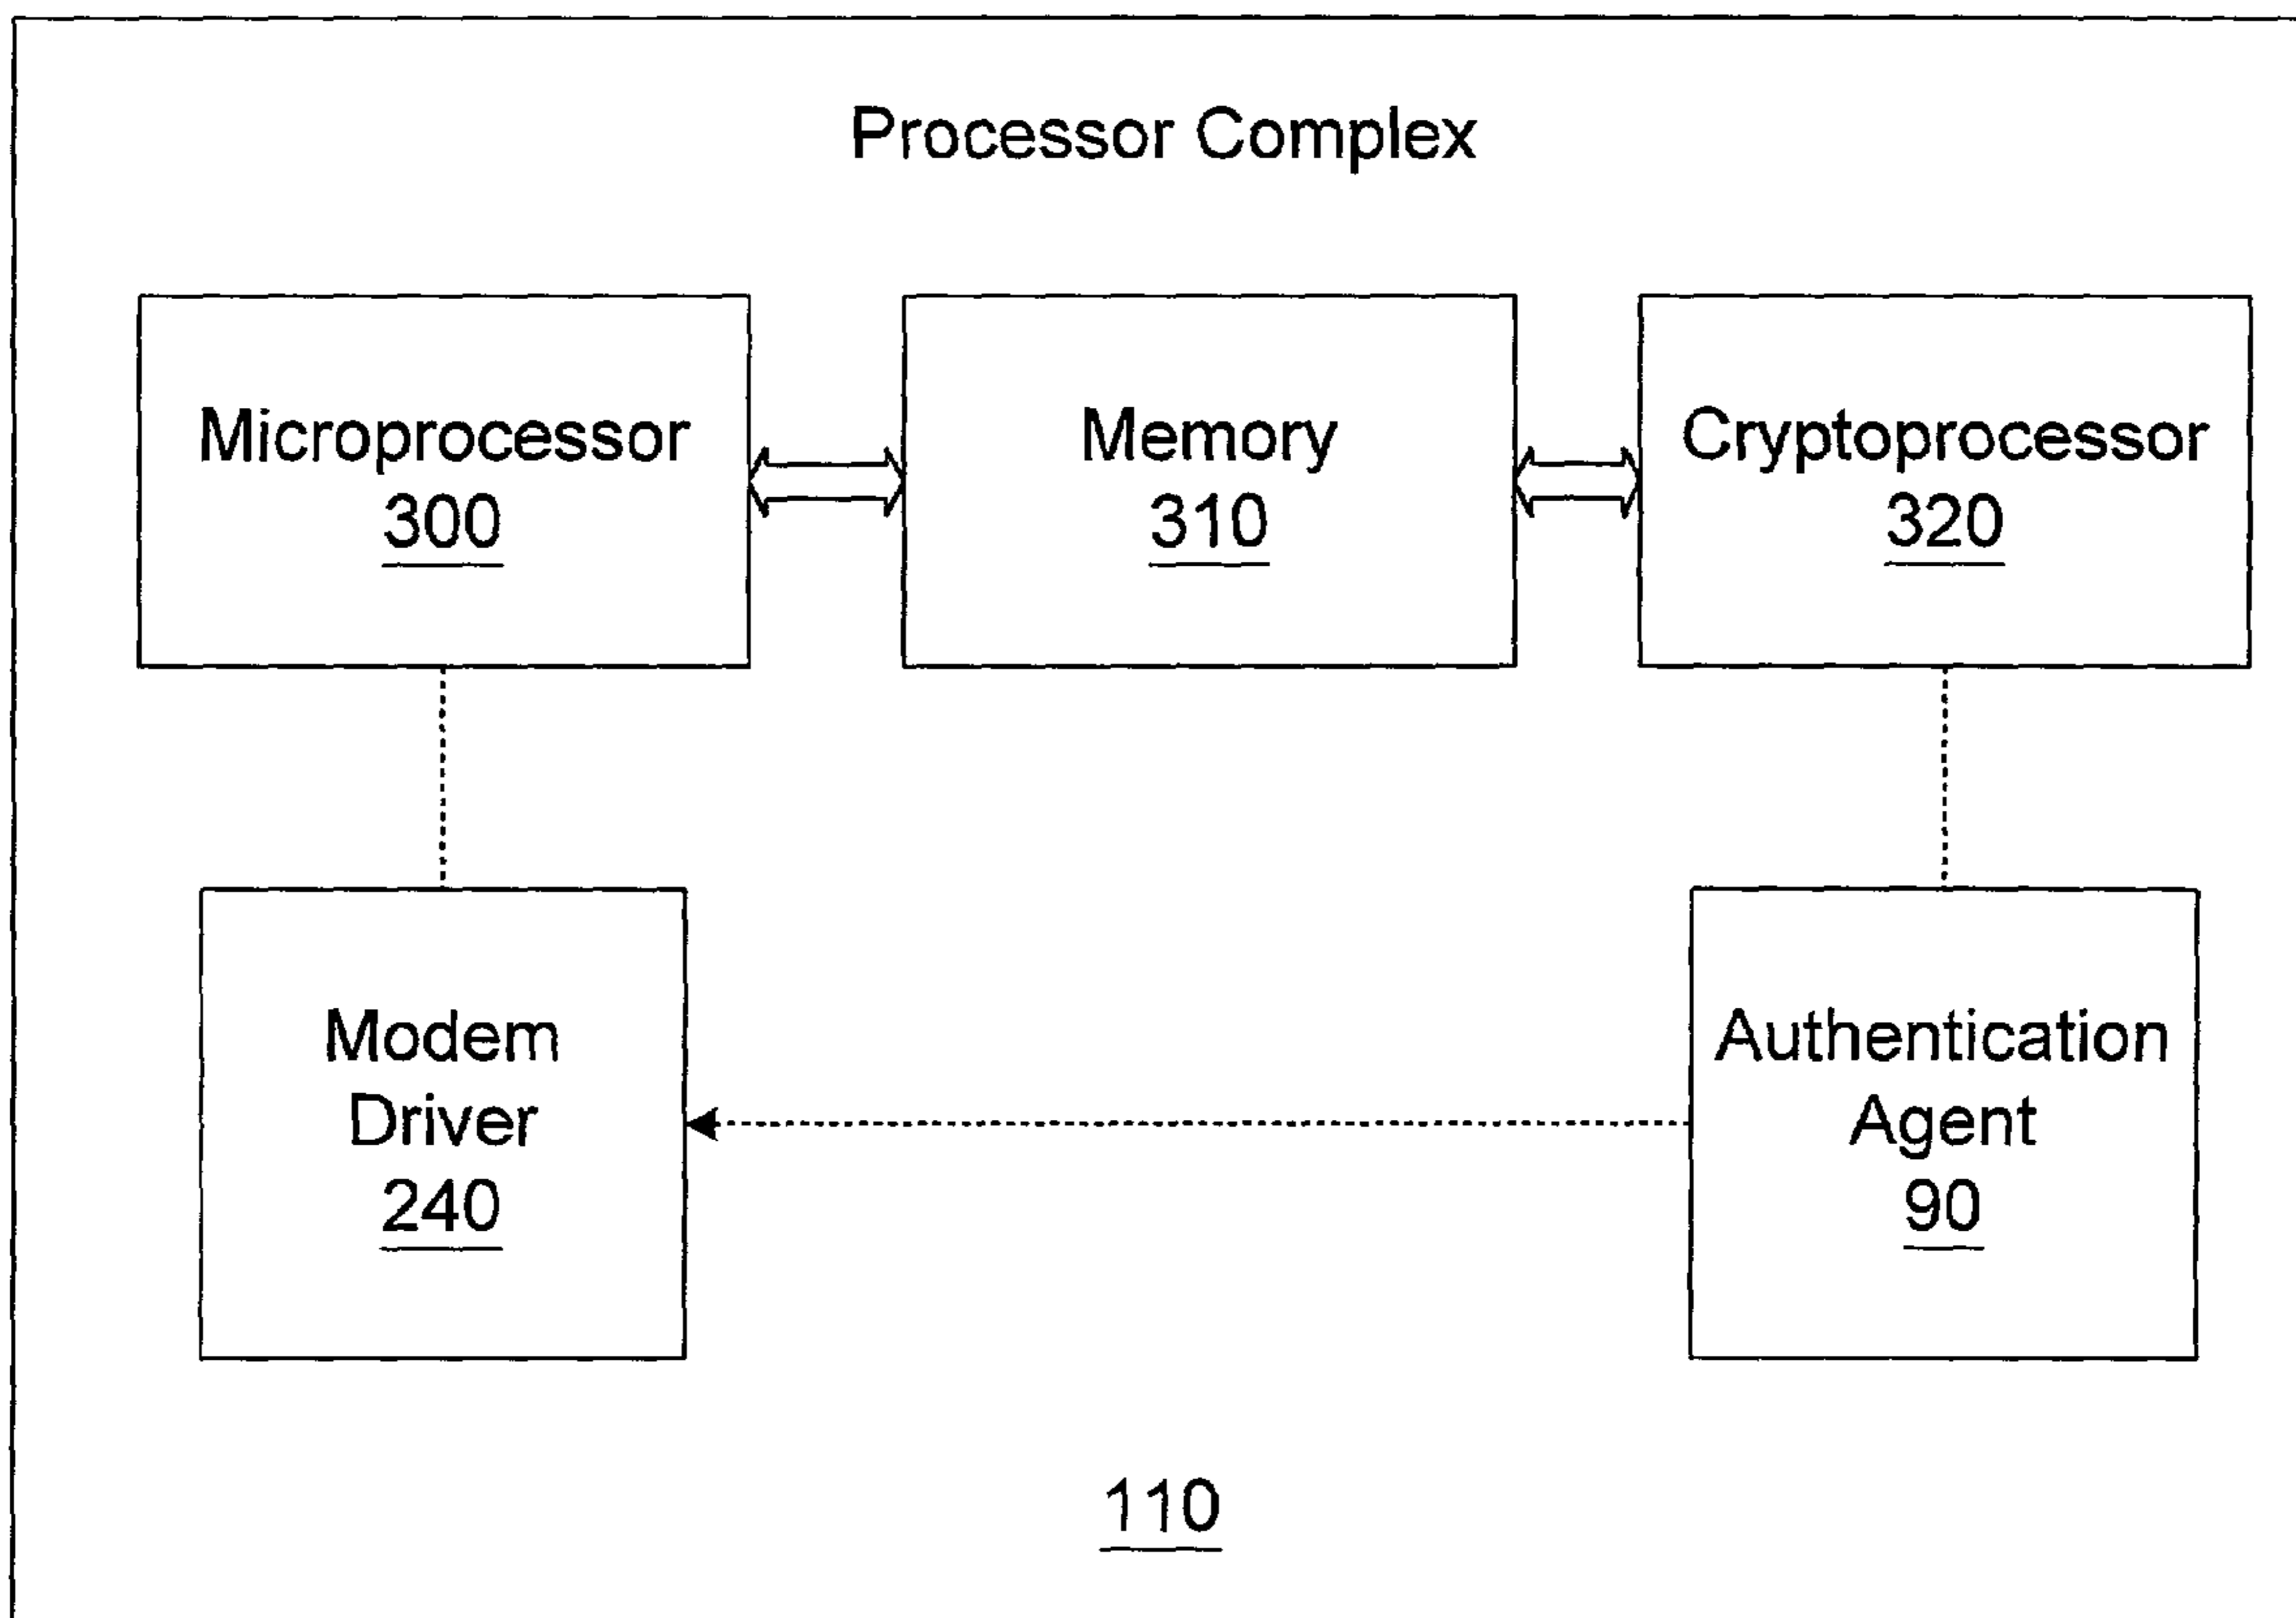 Processor Complex
Microprocessor
300
Memory
310
Cryptoprocessor
320
Modem
Driver
240
Authentication
Agent
90
110